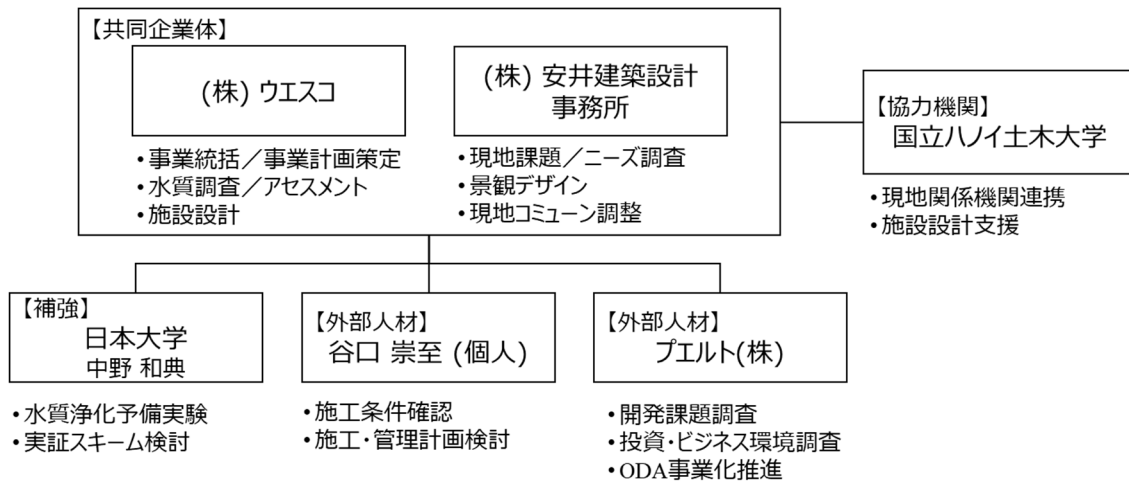 【共同企業体】
(株) ウエスコ
・事業統括／事業計画策定
・水質調査／アセスメント
・施設設計
(株) 安井建築設計
事務所
・現地課題／ニーズ調査
・景観デザイン
・現地コミューン調整
【協力機関】
国立ハノイ土木大学
・現地関係機関連携
・施設設計支援
【補強】
日本大学
中野 和典
・水質浄化予備実験
・実証スキーム検討
【外部人材】
谷口 崇至 (個人)
・施工条件確認
・施工・管理計画検討
【外部人材】
プエルト(株)
・開発課題調査
・投資・ビジネス環境調査
・ODA事業化推進